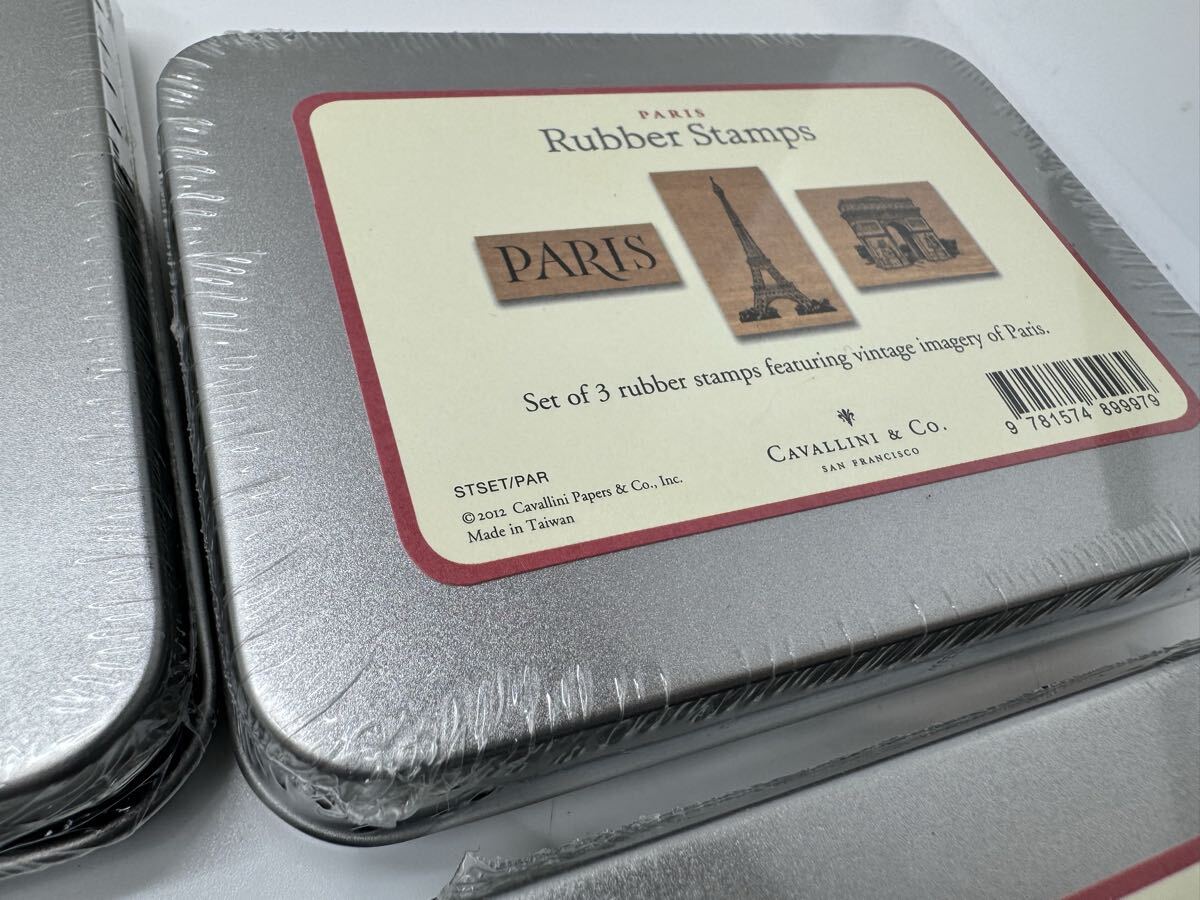 PARIS
Rubber Stamps
PARIS
Set of 3 rubber stamps featuring vintage imagery of Paris.
9 781574 899979
CAVALLINI & CO.
SAN FRANCISCO
STSET/PAR
©2012 Cavallini Papers & Co., Inc.
Made in Taiwan